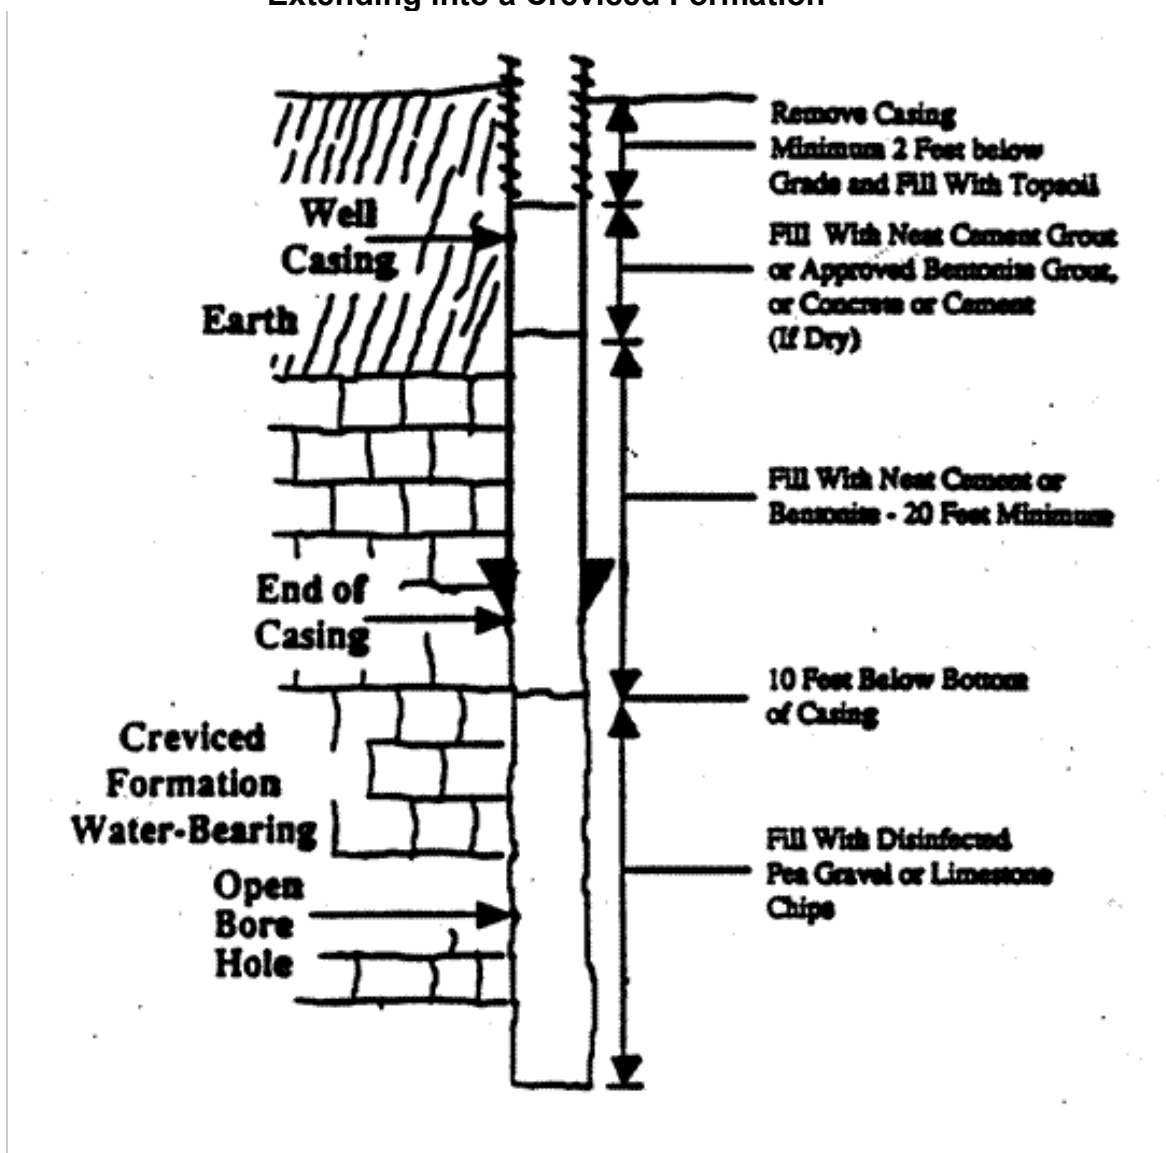 Extending into a Creviced Formation
Remove Casing
Minimum 2 Feet below
Grade and Fill With Topsoil
Well
Casing
Fill With Neat Cement Grout
or Approved Bentonite Grout,
or Concrete or Cement
(If Dry)
Earth
Fill With Neat Cement or
Bentonite - 20 Feet Minimum
End of
Casing
10 Feet Below Bottom
of Casing
Creviced
Formation
Water-Bearing
Fill With Disinfected
Pea Gravel or Limestone
Chips
Open
Bore
Hole